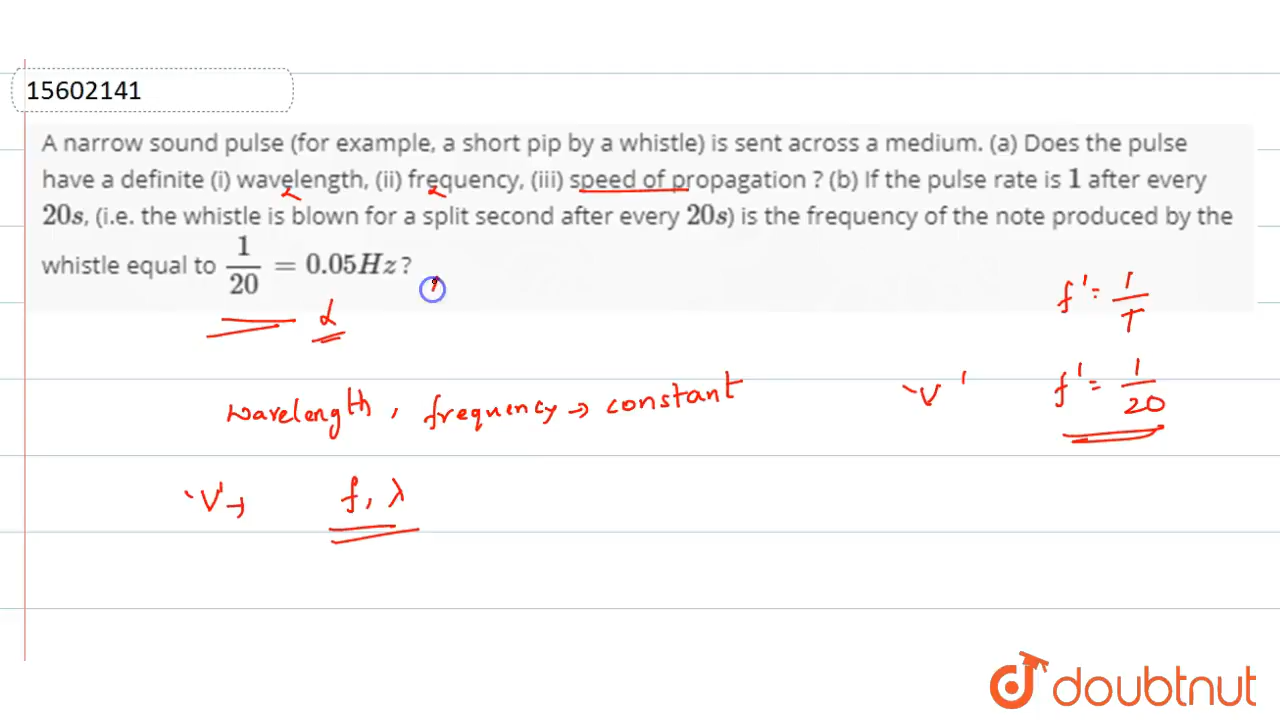 15602141
A narrow sound pulse (for example, a short pip by a whistle) is sent across a medium. (a) Does the pulse
have a definite (i) wavelength, (ii) frequency, (iii) speed of propagation ? (b) If the pulse rate is 1 after every
20s, (i.e. the whistle is blown for a split second after every 20s) is the frequency of the note produced by the
whistle equal to 1/20 = 0.05Hz?
f' = 1/T
wavelength, frequency → constant
'v'
f' = 1/20
'v' →
f, λ
doubtnut